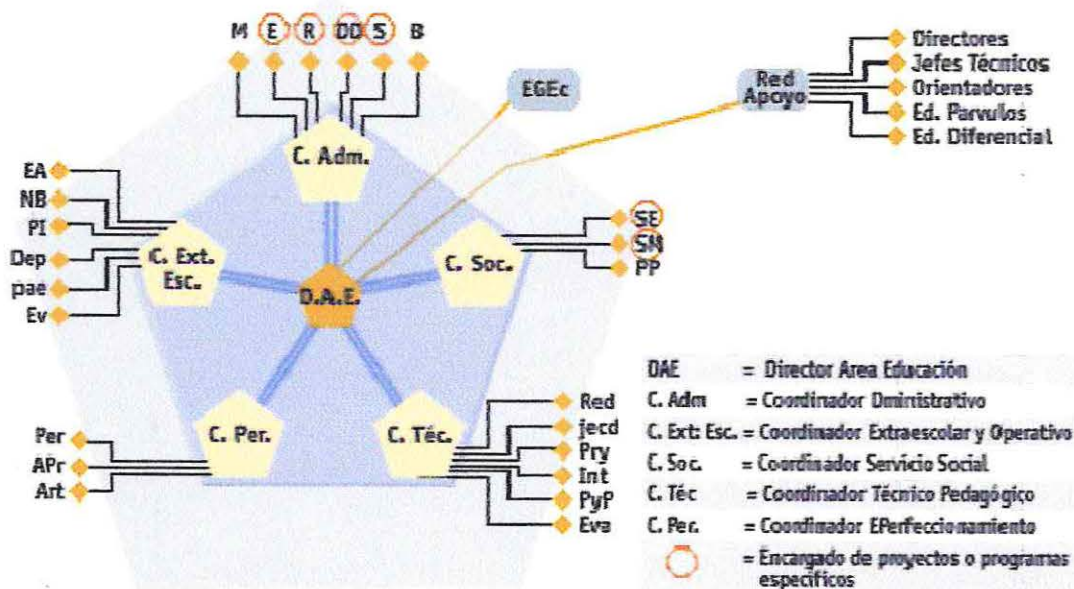 M E R DD S B
EGEc
Red
Apoyo
Directores
Jefes Técnicos
Orientadores
Ed. Parvulos
Ed. Diferencial
C. Adm.
EA
NB
PI
Dep
pae
Ev
C. Ext.
Esc.
C. Soc.
SE
SM
PP
D.A.E.
C. Per.
C. Téc.
Per
APr
Art
Red
jecd
Pry
Int
PyP
Eva
DAE = Director Area Educación
C. Adm = Coordinador Dministrativo
C. Ext: Esc. = Coordinador Extraescolar y Operativo
C. Soc. = Coordinador Servicio Social
C. Téc = Coordinador Técnico Pedagógico
C. Per. = Coordinador EPerfeccionamiento
= Encargado de proyectos o programas
específicos